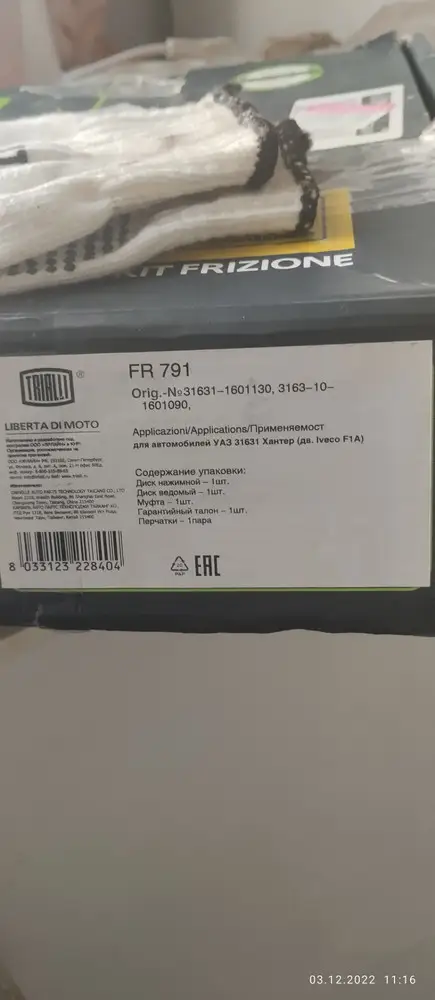 KIT FRIZIONE
TRIALLI®
LIBERTA DI MOTO
FR 791
Orig.-№31631-1601130, 3163-10-
1601090,
Applicazioni/Applications/Применяемост
для автомобилей УАЗ 31631 Хантер (дв. Iveco F1A)
Содержание упаковки:
Диск нажимной - 1шт.
Диск ведомый - 1шт.
Муфта - 1шт.
Гарантийный талон - 1шт.
Перчатки - 1пара
8 033123 228404
PAP
EAC
03.12.2022 11:16